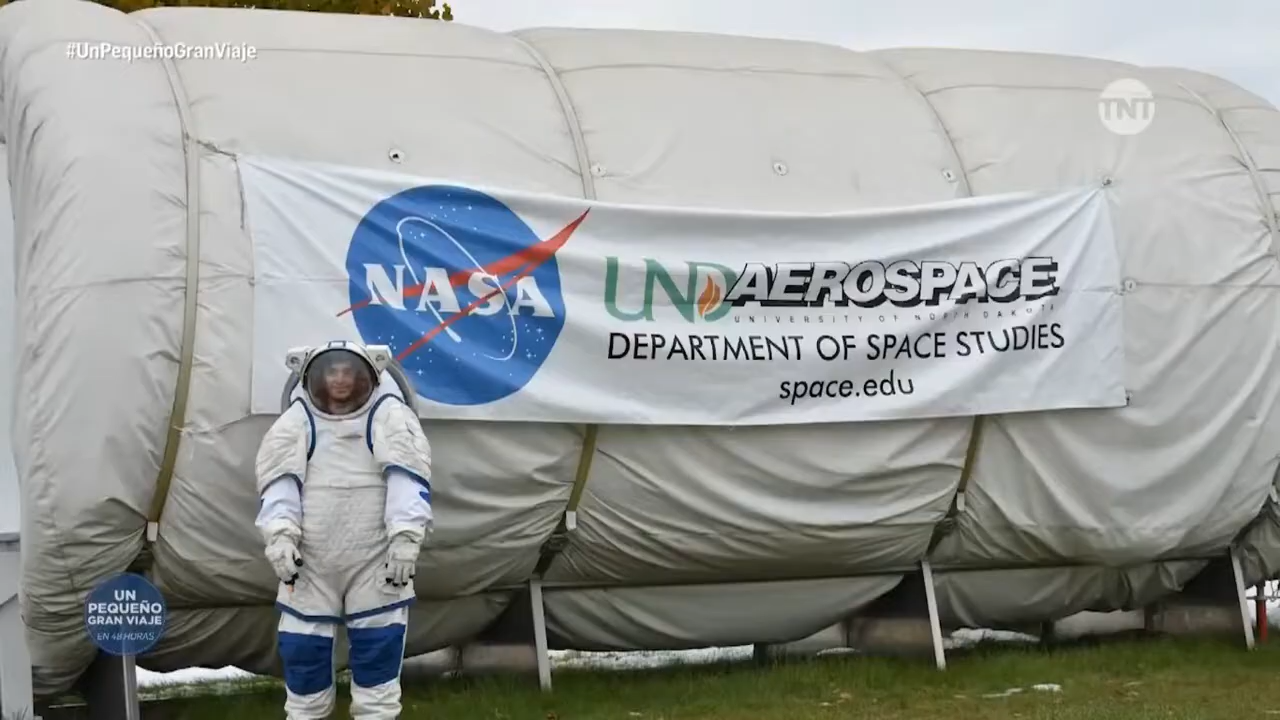 #UnPequeñoGranViaje
TNT
NASA
UND AEROSPACE
UNIVERSITY OF NORTH DAKOTA
DEPARTMENT OF SPACE STUDIES
space.edu
UN
PEQUEÑO
GRAN VIAJE
EN 48 HORAS